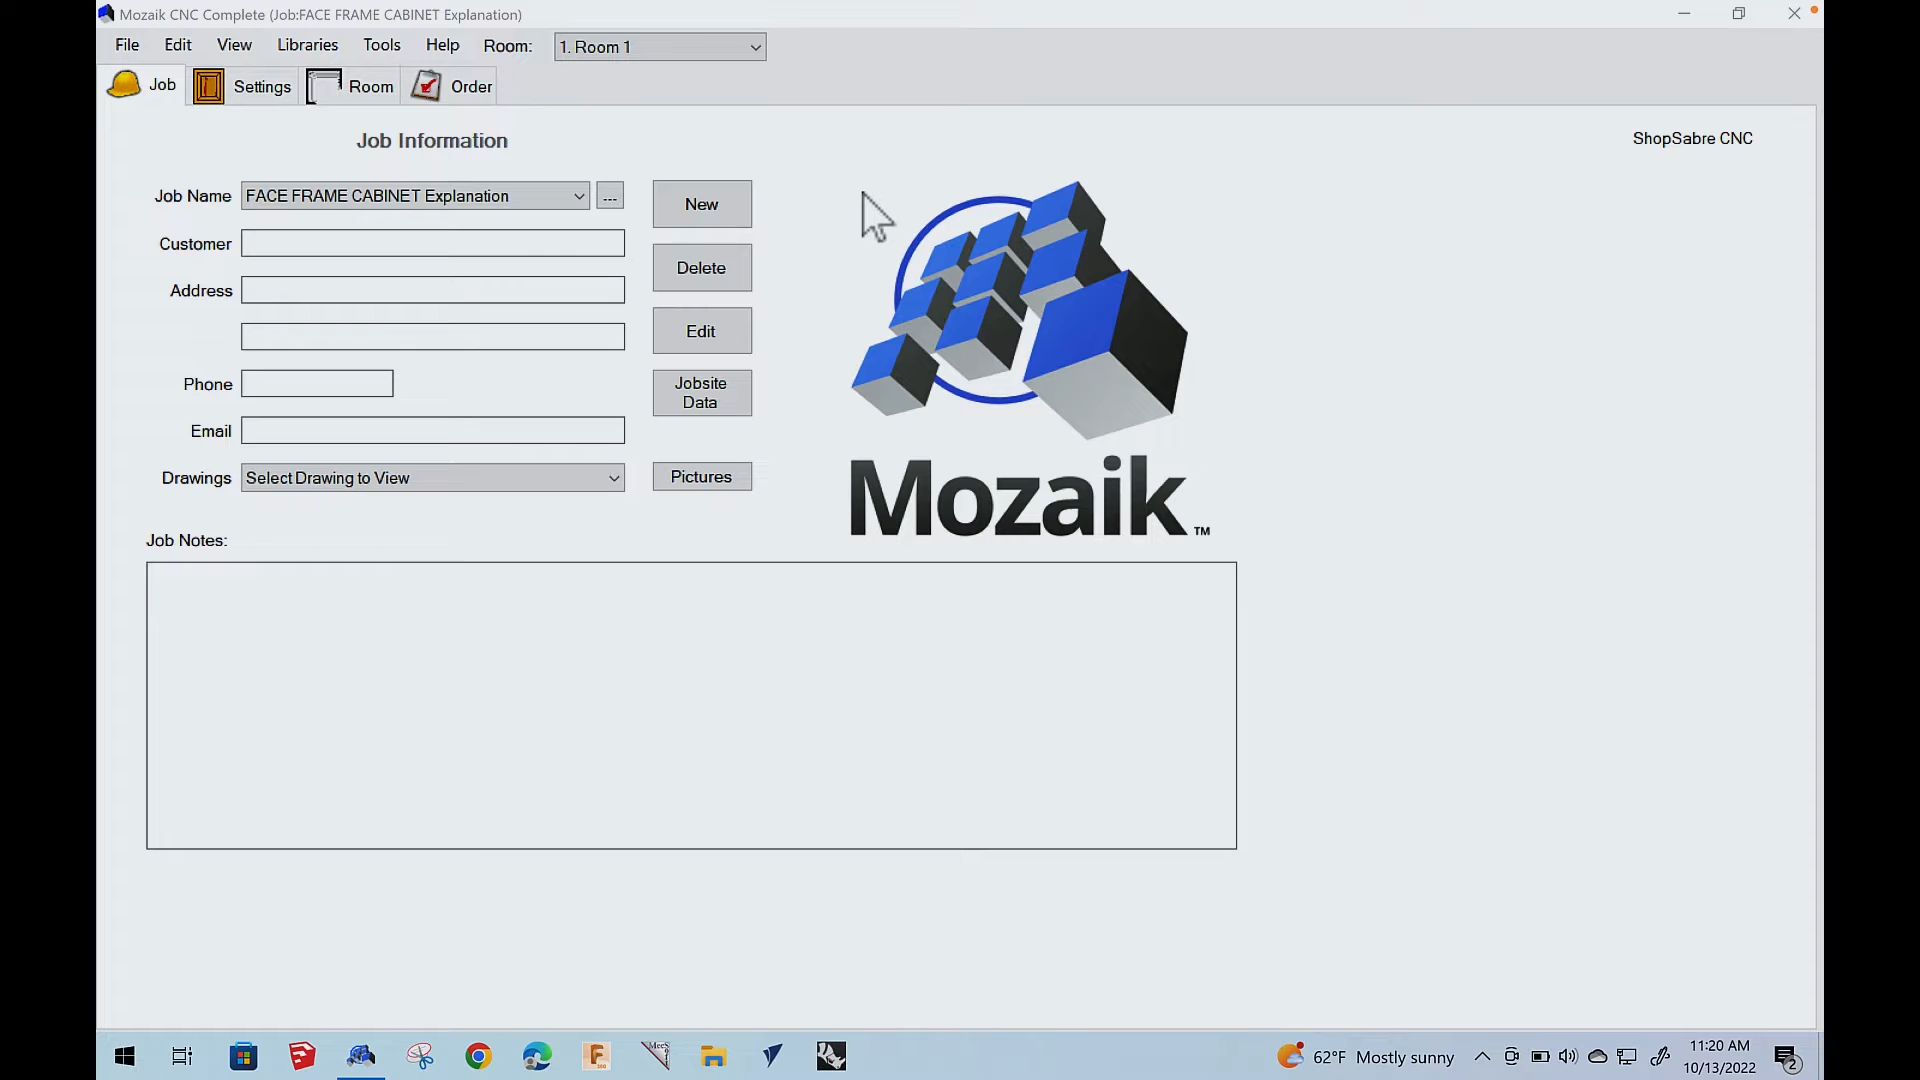 Mozaik CNC Complete (Job:FACE FRAME CABINET Explanation)
File Edit View Libraries Tools Help Room: 1. Room 1
Job Settings Room Order
Job Information
ShopSabre CNC
Job Name FACE FRAME CABINET Explanation ... New
Customer
Delete
Address
Edit
Phone
Jobsite
Data
Email
Drawings Select Drawing to View Pictures
Mozaik™
Job Notes:
62°F Mostly sunny
11:20 AM
10/13/2022
2